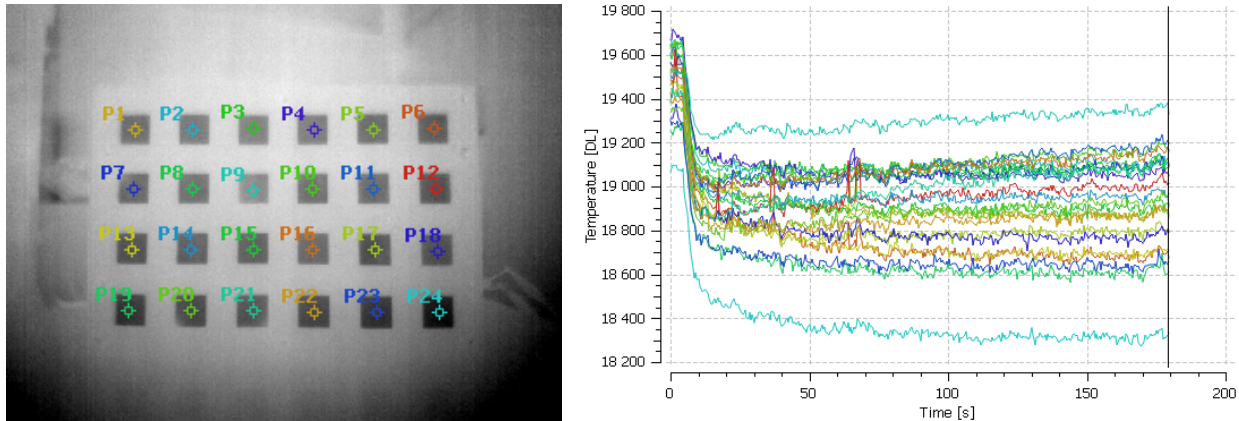 P1 P2 P3 P4 P5 P6
P7 P8 P9 P10 P11 P12
P13 P14 P15 P16 P17 P18
P19 P20 P21 P22 P23 P24
19 800
19 600
19 400
19 200
19 000
18 800
18 600
18 400
18 200
Temperature [DL]
0 50 100 150 200
Time [s]